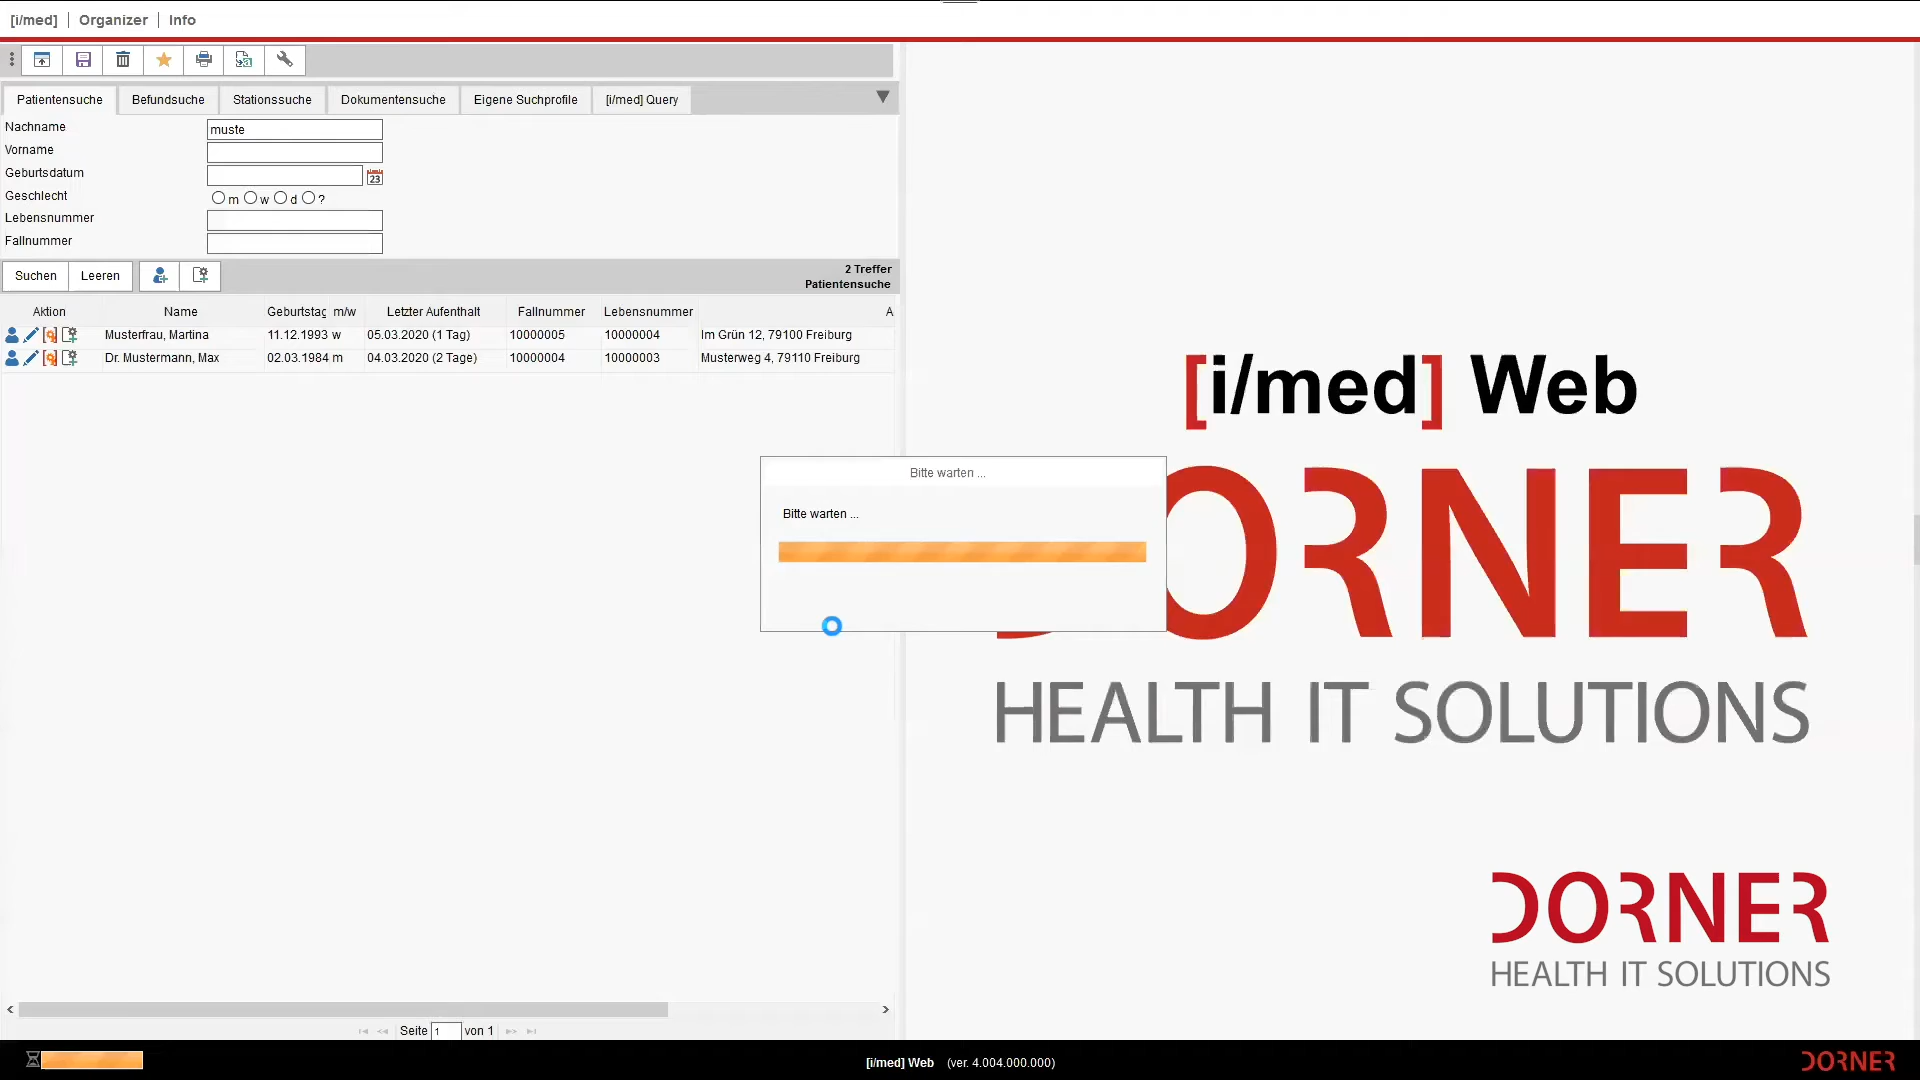 [i/med] Organizer Info
Patientensuche Befundsuche Stationssuche Dokumentensuche Eigene Suchprofile [i/med] Query
Nachname muste
Vorname
Geburtsdatum 23
Geschlecht m w d ?
Lebensnummer
Fallnummer
Suchen Leeren
2 Treffer
Patientensuche
Aktion Name Geburtstag m/w Letzter Aufenthalt Fallnummer Lebensnummer A
Musterfrau, Martina 11.12.1993 w 05.03.2020 (1 Tag) 10000005 10000004 Im Grün 12, 79100 Freiburg
Dr. Mustermann, Max 02.03.1984 m 04.03.2020 (2 Tage) 10000004 10000003 Musterweg 4, 79110 Freiburg
Bitte warten ...
Bitte warten ...
[i/med] Web
DORNER
HEALTH IT SOLUTIONS
DORNER
HEALTH IT SOLUTIONS
Seite 1 von 1
[i/med] Web (ver. 4.004.000.000)
DORNER